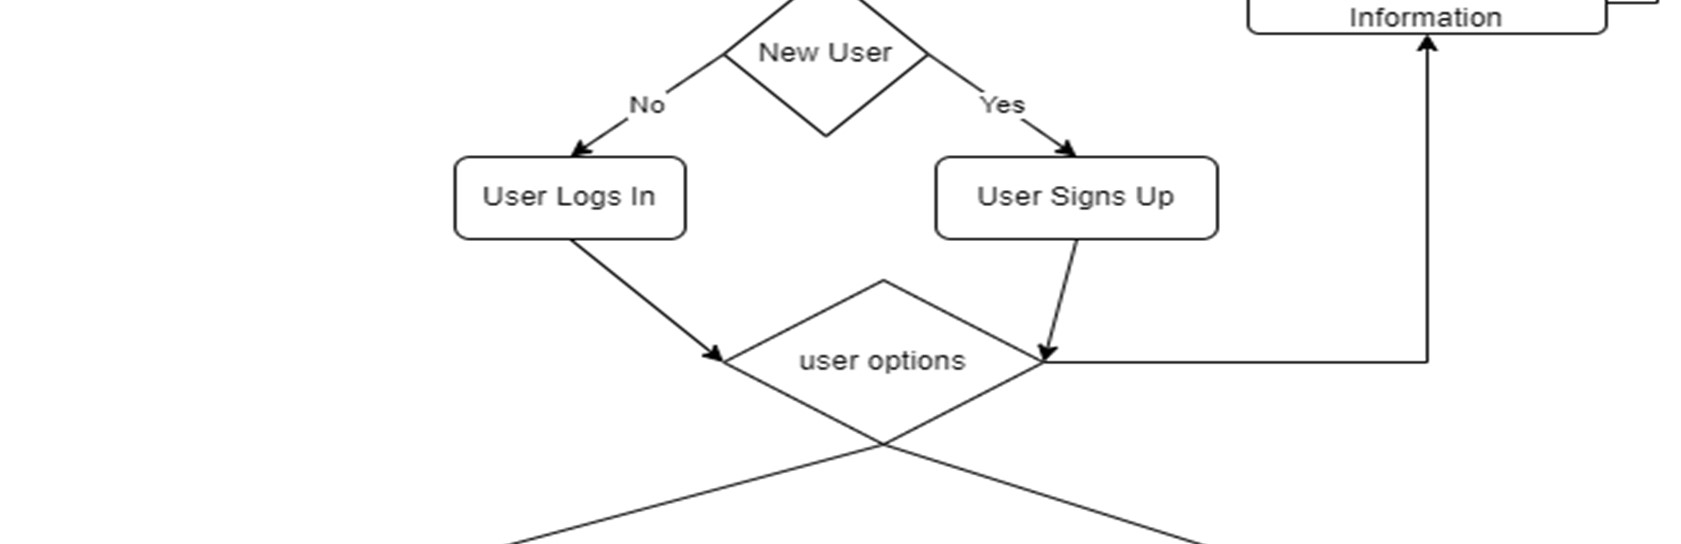 Information
New User
No
Yes
User Logs In
User Signs Up
user options